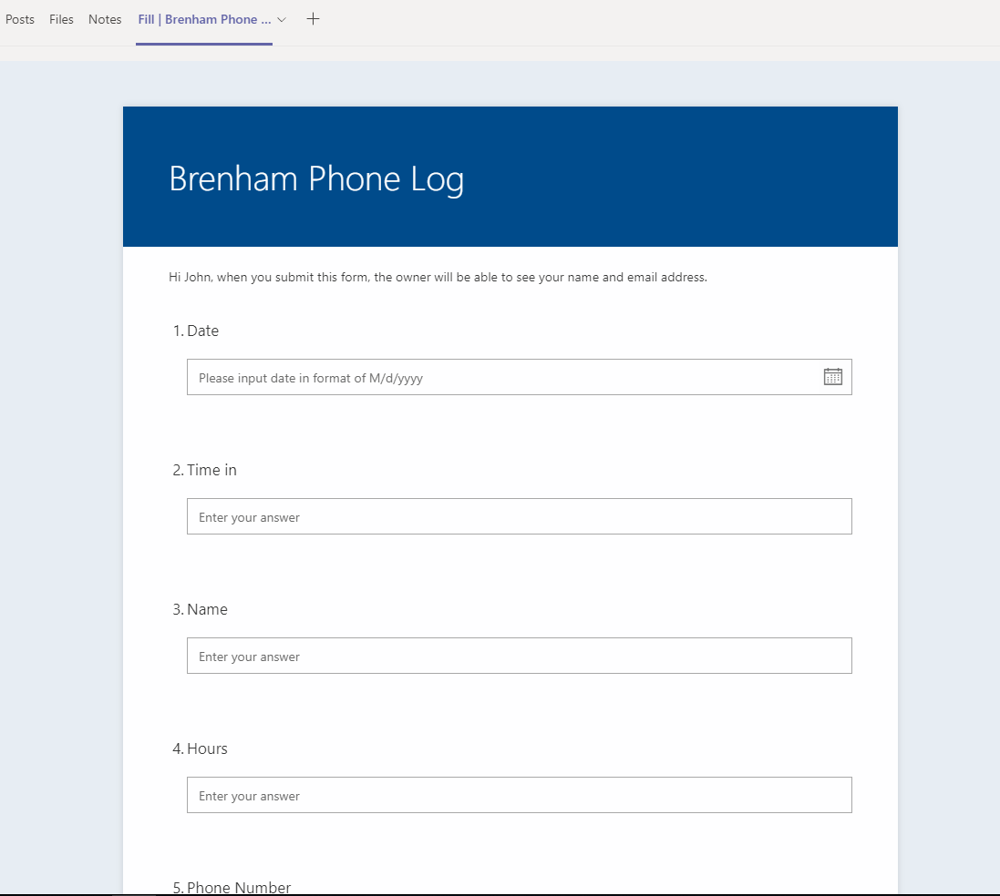 Posts Files Notes Fill | Brenham Phone ...
Brenham Phone Log
Hi John, when you submit this form, the owner will be able to see your name and email address.
1. Date
Please input date in format of M/d/yyyy
2. Time in
Enter your answer
3. Name
Enter your answer
4. Hours
Enter your answer
5. Phone Number